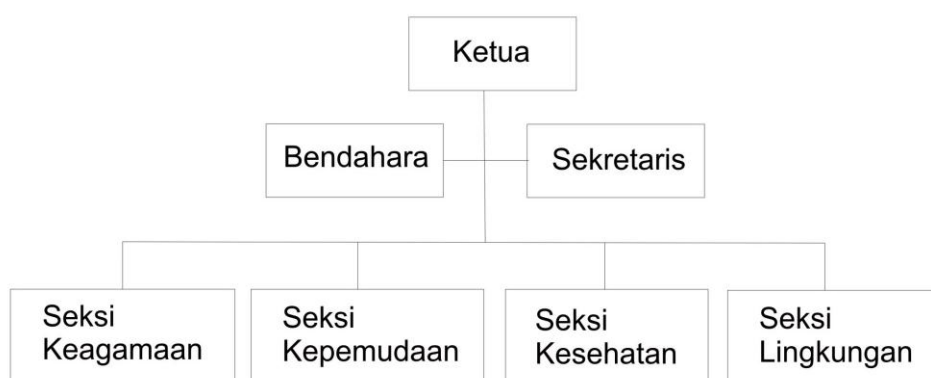 Ketua
Bendahara
Sekretaris
Seksi
Keagamaan
Seksi
Kepemudaan
Seksi
Kesehatan
Seksi
Lingkungan